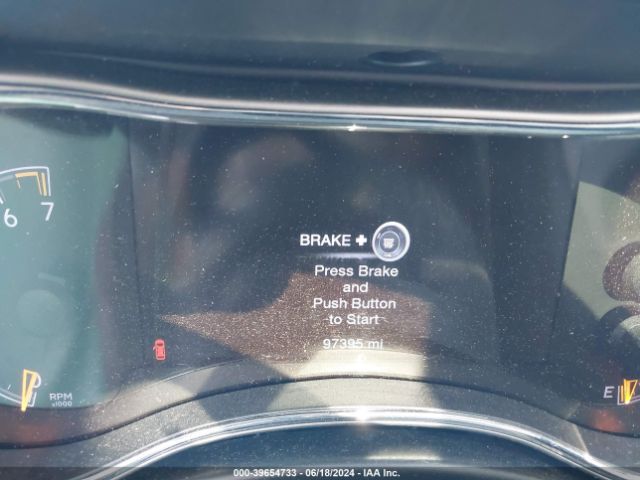 6 7
BRAKE +
Press Brake
and
Push Button
to Start
97395 mi
RPM
x1000
E
000-39654733 - 06/18/2024 - IAA Inc.